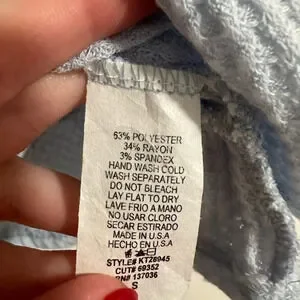 63% POLYESTER
34% RAYON
3% SPANDEX
HAND WASH COLD
WASH SEPARATELY
DO NOT BLEACH
LAY FLAT TO DRY
LAVE FRIO A MANO
NO USAR CLORO
SECAR ESTIRADO
MADE IN U.S.A
HECHO EN U.S.A
STYLE# KT28945
CUT# 69352
RN# 137036
S